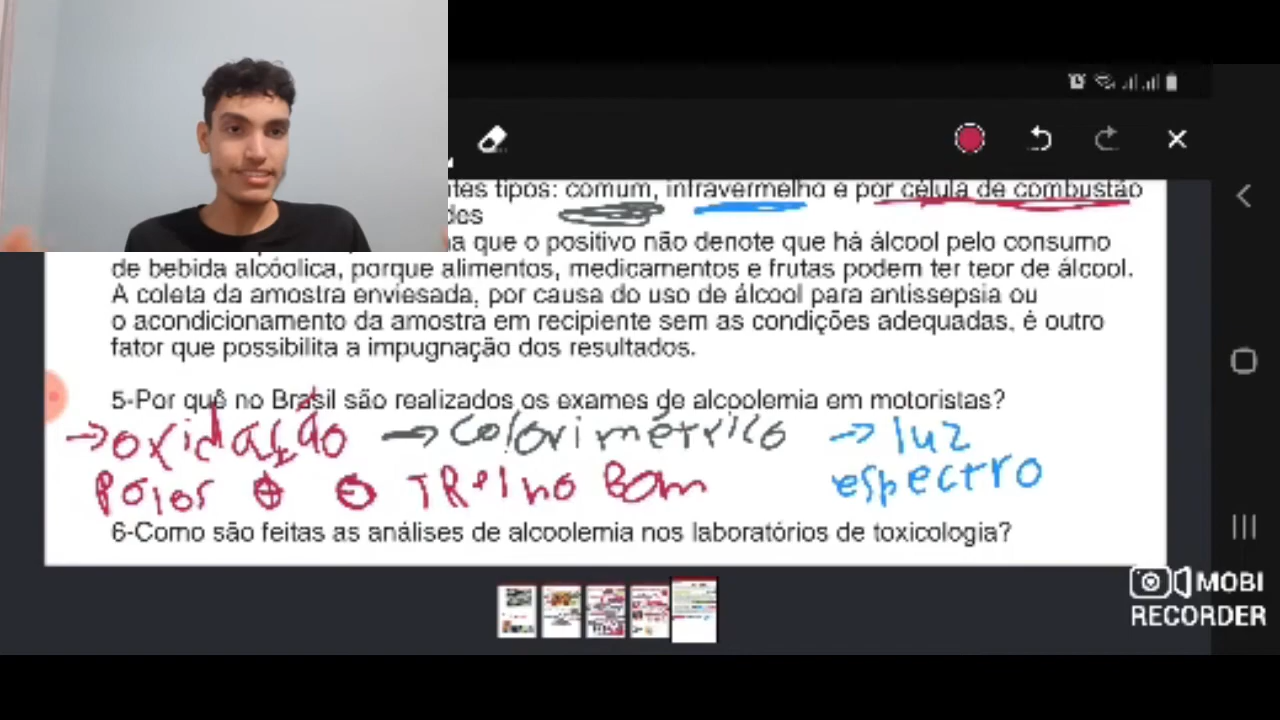 ntes tipos: comum, infravermelho e por célula de combustão
dos
na que o positivo não denote que há álcool pelo consumo
de bebida alcóolica, porque alimentos, medicamentos e frutas podem ter teor de álcool.
A coleta da amostra enviesada, por causa do uso de álcool para antissepsia ou
o acondicionamento da amostra em recipiente sem as condições adequadas, é outro
fator que possibilita a impugnação dos resultados.
5-Por quê no Brasil são realizados os exames de alcoolemia em motoristas?
→oxidação → colorimétrico → luz
Polos ⊕ ⊖ TReino Bom espectro
6-Como são feitas as análises de alcoolemia nos laboratórios de toxicologia?
MOBI
RECORDER